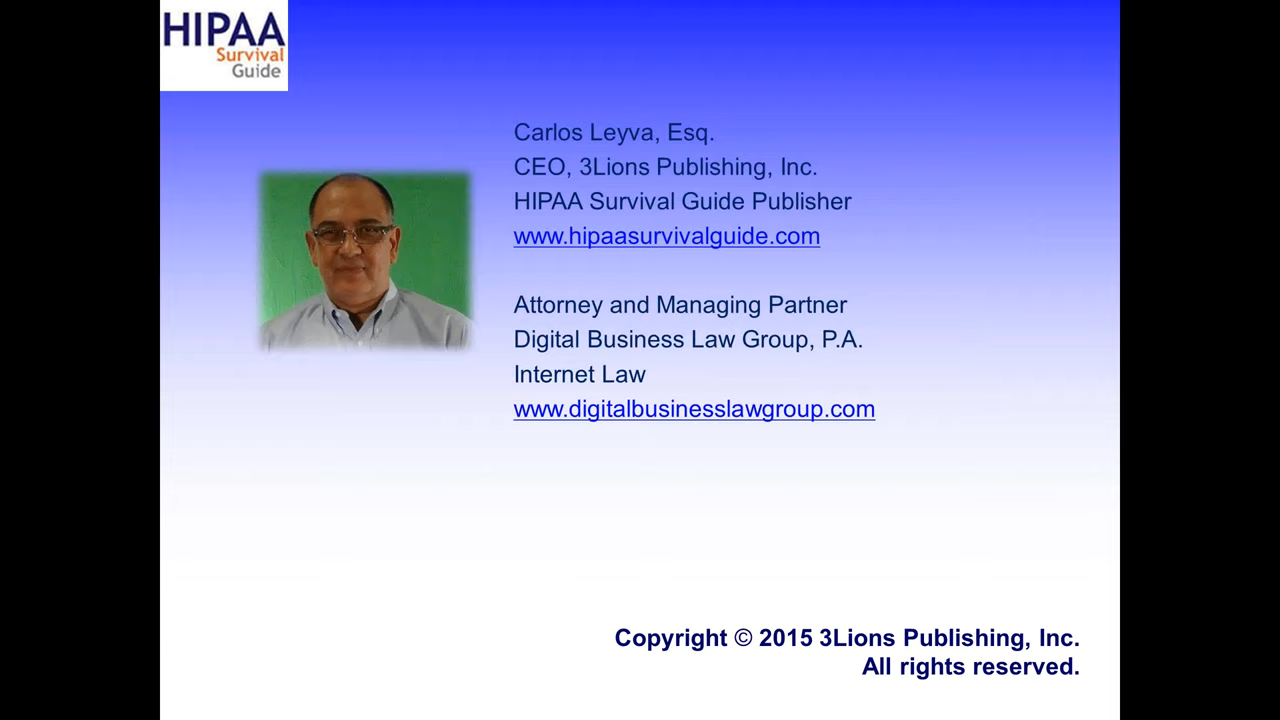 HIPAA
Survival
Guide
Carlos Leyva, Esq.
CEO, 3Lions Publishing, Inc.
HIPAA Survival Guide Publisher
www.hipaasurvivalguide.com
Attorney and Managing Partner
Digital Business Law Group, P.A.
Internet Law
www.digitalbusinesslawgroup.com
Copyright © 2015 3Lions Publishing, Inc.
All rights reserved.